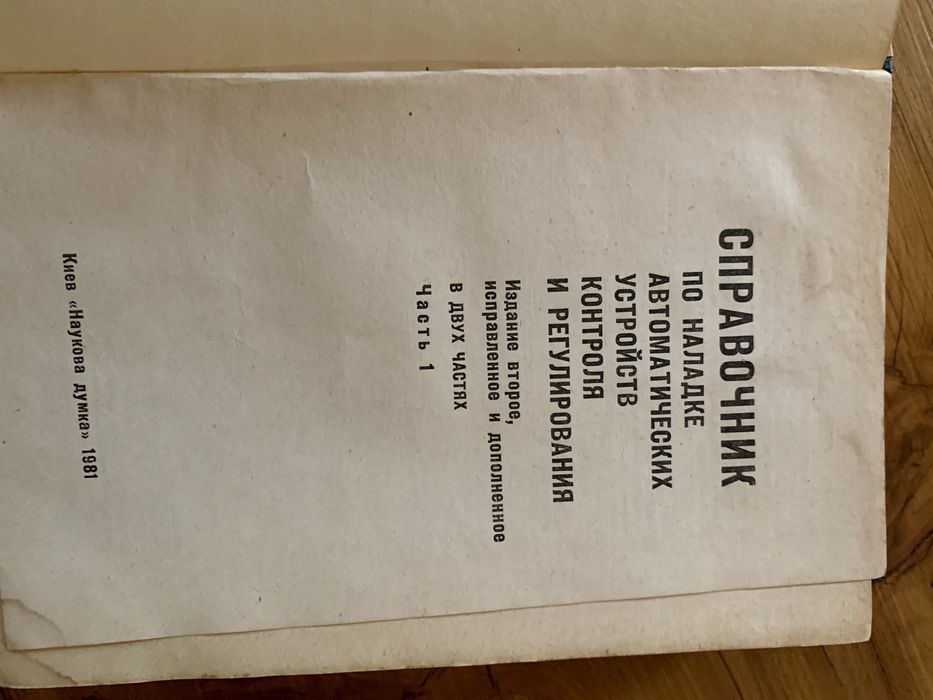 СПРАВОЧНИК
ПО НАЛАДКЕ
АВТОМАТИЧЕСКИХ
УСТРОЙСТВ
КОНТРОЛЯ
И РЕГУЛИРОВАНИЯ
Издание второе,
исправленное и дополненное
В ДВУХ ЧАСТЯХ
Часть 1
Киев «Наукова думка» 1981